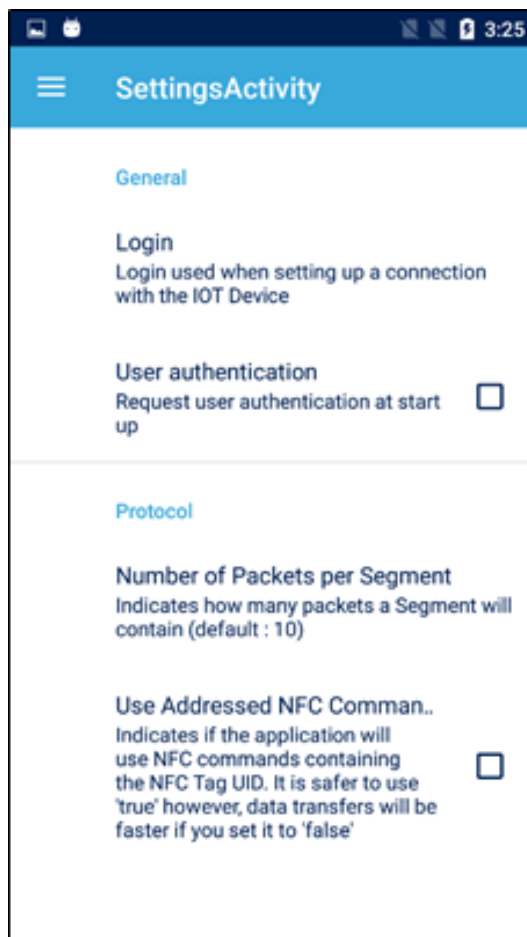 3:25
SettingsActivity
General
Login
Login used when setting up a connection
with the IOT Device
User authentication
Request user authentication at start
up
Protocol
Number of Packets per Segment
Indicates how many packets a Segment will
contain (default : 10)
Use Addressed NFC Comman..
Indicates if the application will
use NFC commands containing
the NFC Tag UID. It is safer to use
'true' however, data transfers will be
faster if you set it to 'false'